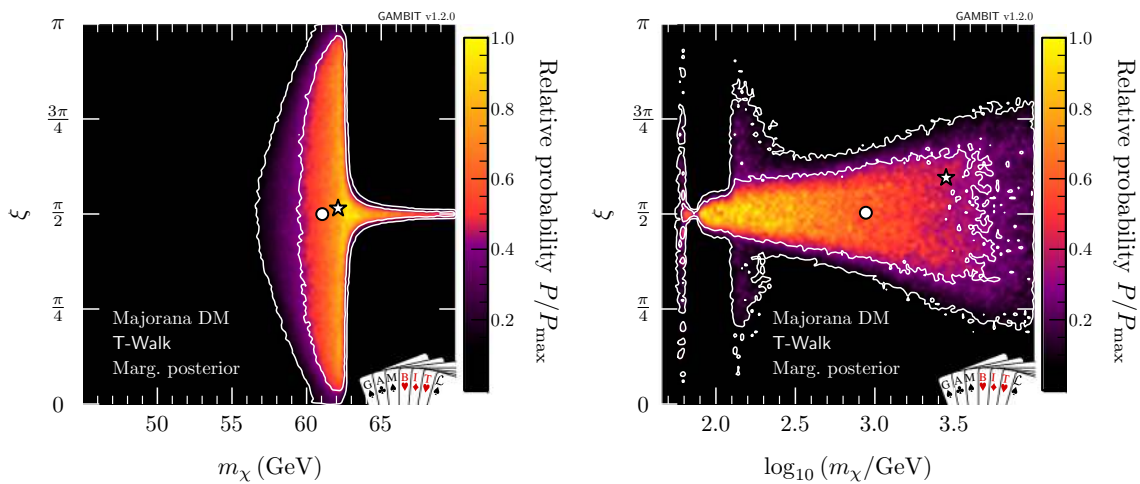 GAMBIT v1.2.0
π
3π/4
ξ
π/2
π/4
0
50 55 60 65
m_χ (GeV)
Majorana DM
T-Walk
Marg. posterior
G A M B I T
1.0
0.8
0.6
0.4
0.2
Relative probability P/P_max
GAMBIT v1.2.0
π
3π/4
ξ
π/2
π/4
0
2.0 2.5 3.0 3.5
log₁₀ (m_χ/GeV)
Majorana DM
T-Walk
Marg. posterior
G A M B I T
1.0
0.8
0.6
0.4
0.2
Relative probability P/P_max